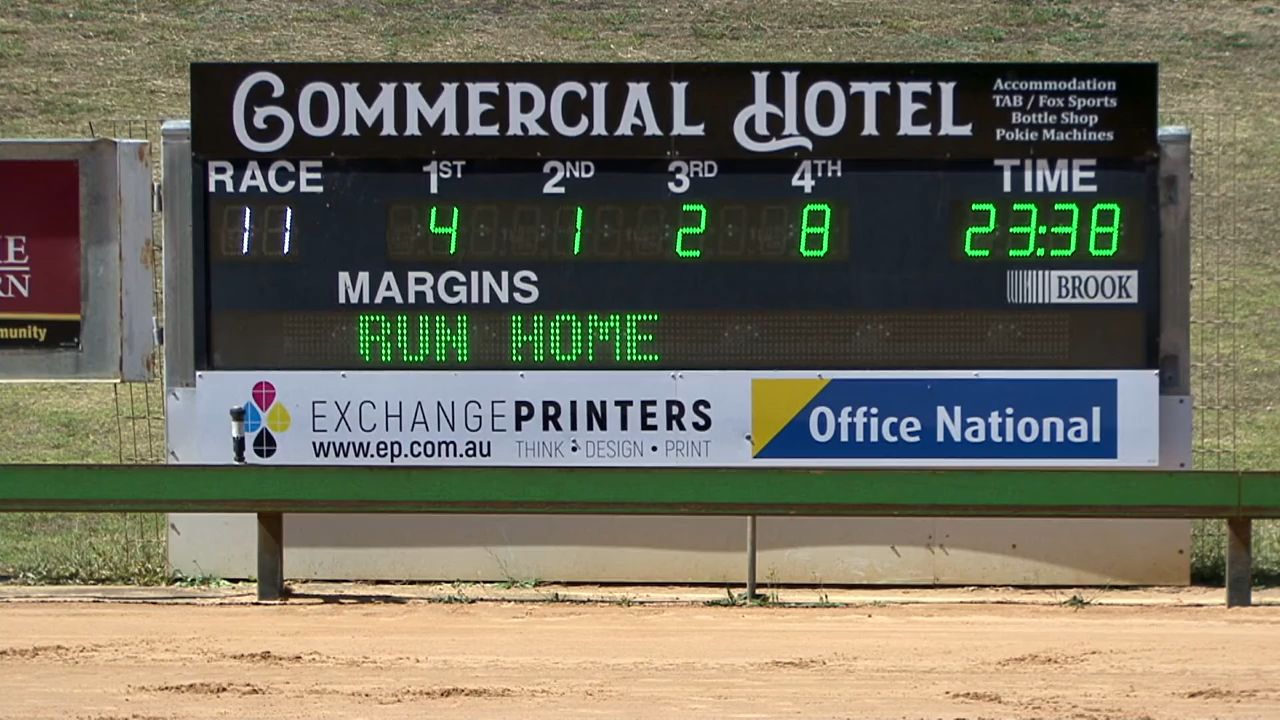 COMMERCIAL HOTEL
Accommodation
TAB / Fox Sports
Bottle Shop
Pokie Machines
RACE 1ST 2ND 3RD 4TH TIME
11 4 1 2 8 23:38
MARGINS
BROOK
RUN HOME
EXCHANGEPRINTERS
www.ep.com.au THINK • DESIGN • PRINT
Office National
munity